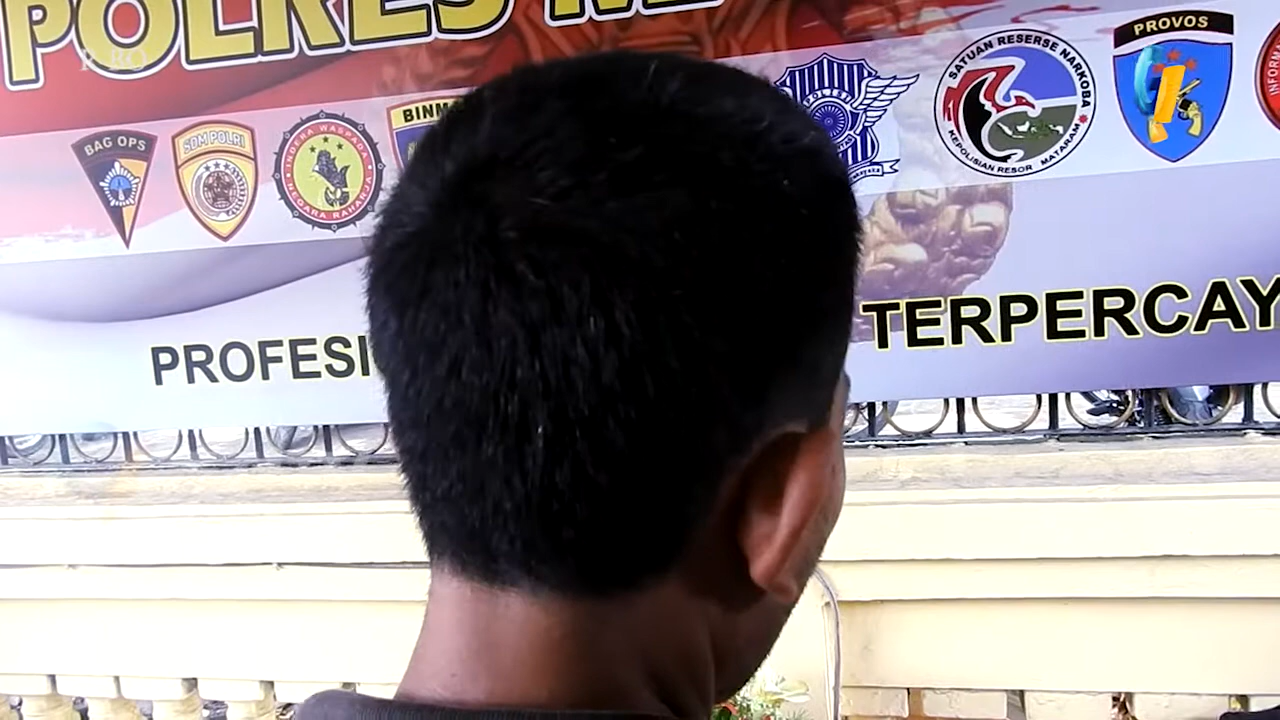 POLRES M
BAG OPS
SDM POLRI
INDERA WASPADA
NEGARA RAHARJA
BINM
SATUAN RESERSE NARKOBA
KEPOLISIAN RESOR MATARAM
PROVOS
INFORM
PROFESI
TERPERCAY